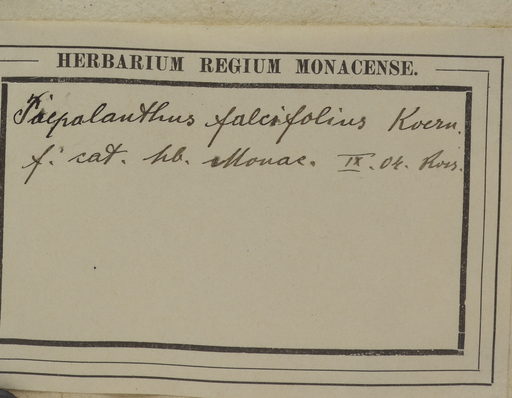 HERBARIUM REGIUM MONACENSE.
Paepalanthus falcifolius Koern.
f. cat. hb. Monac. IX. 04. Ross.